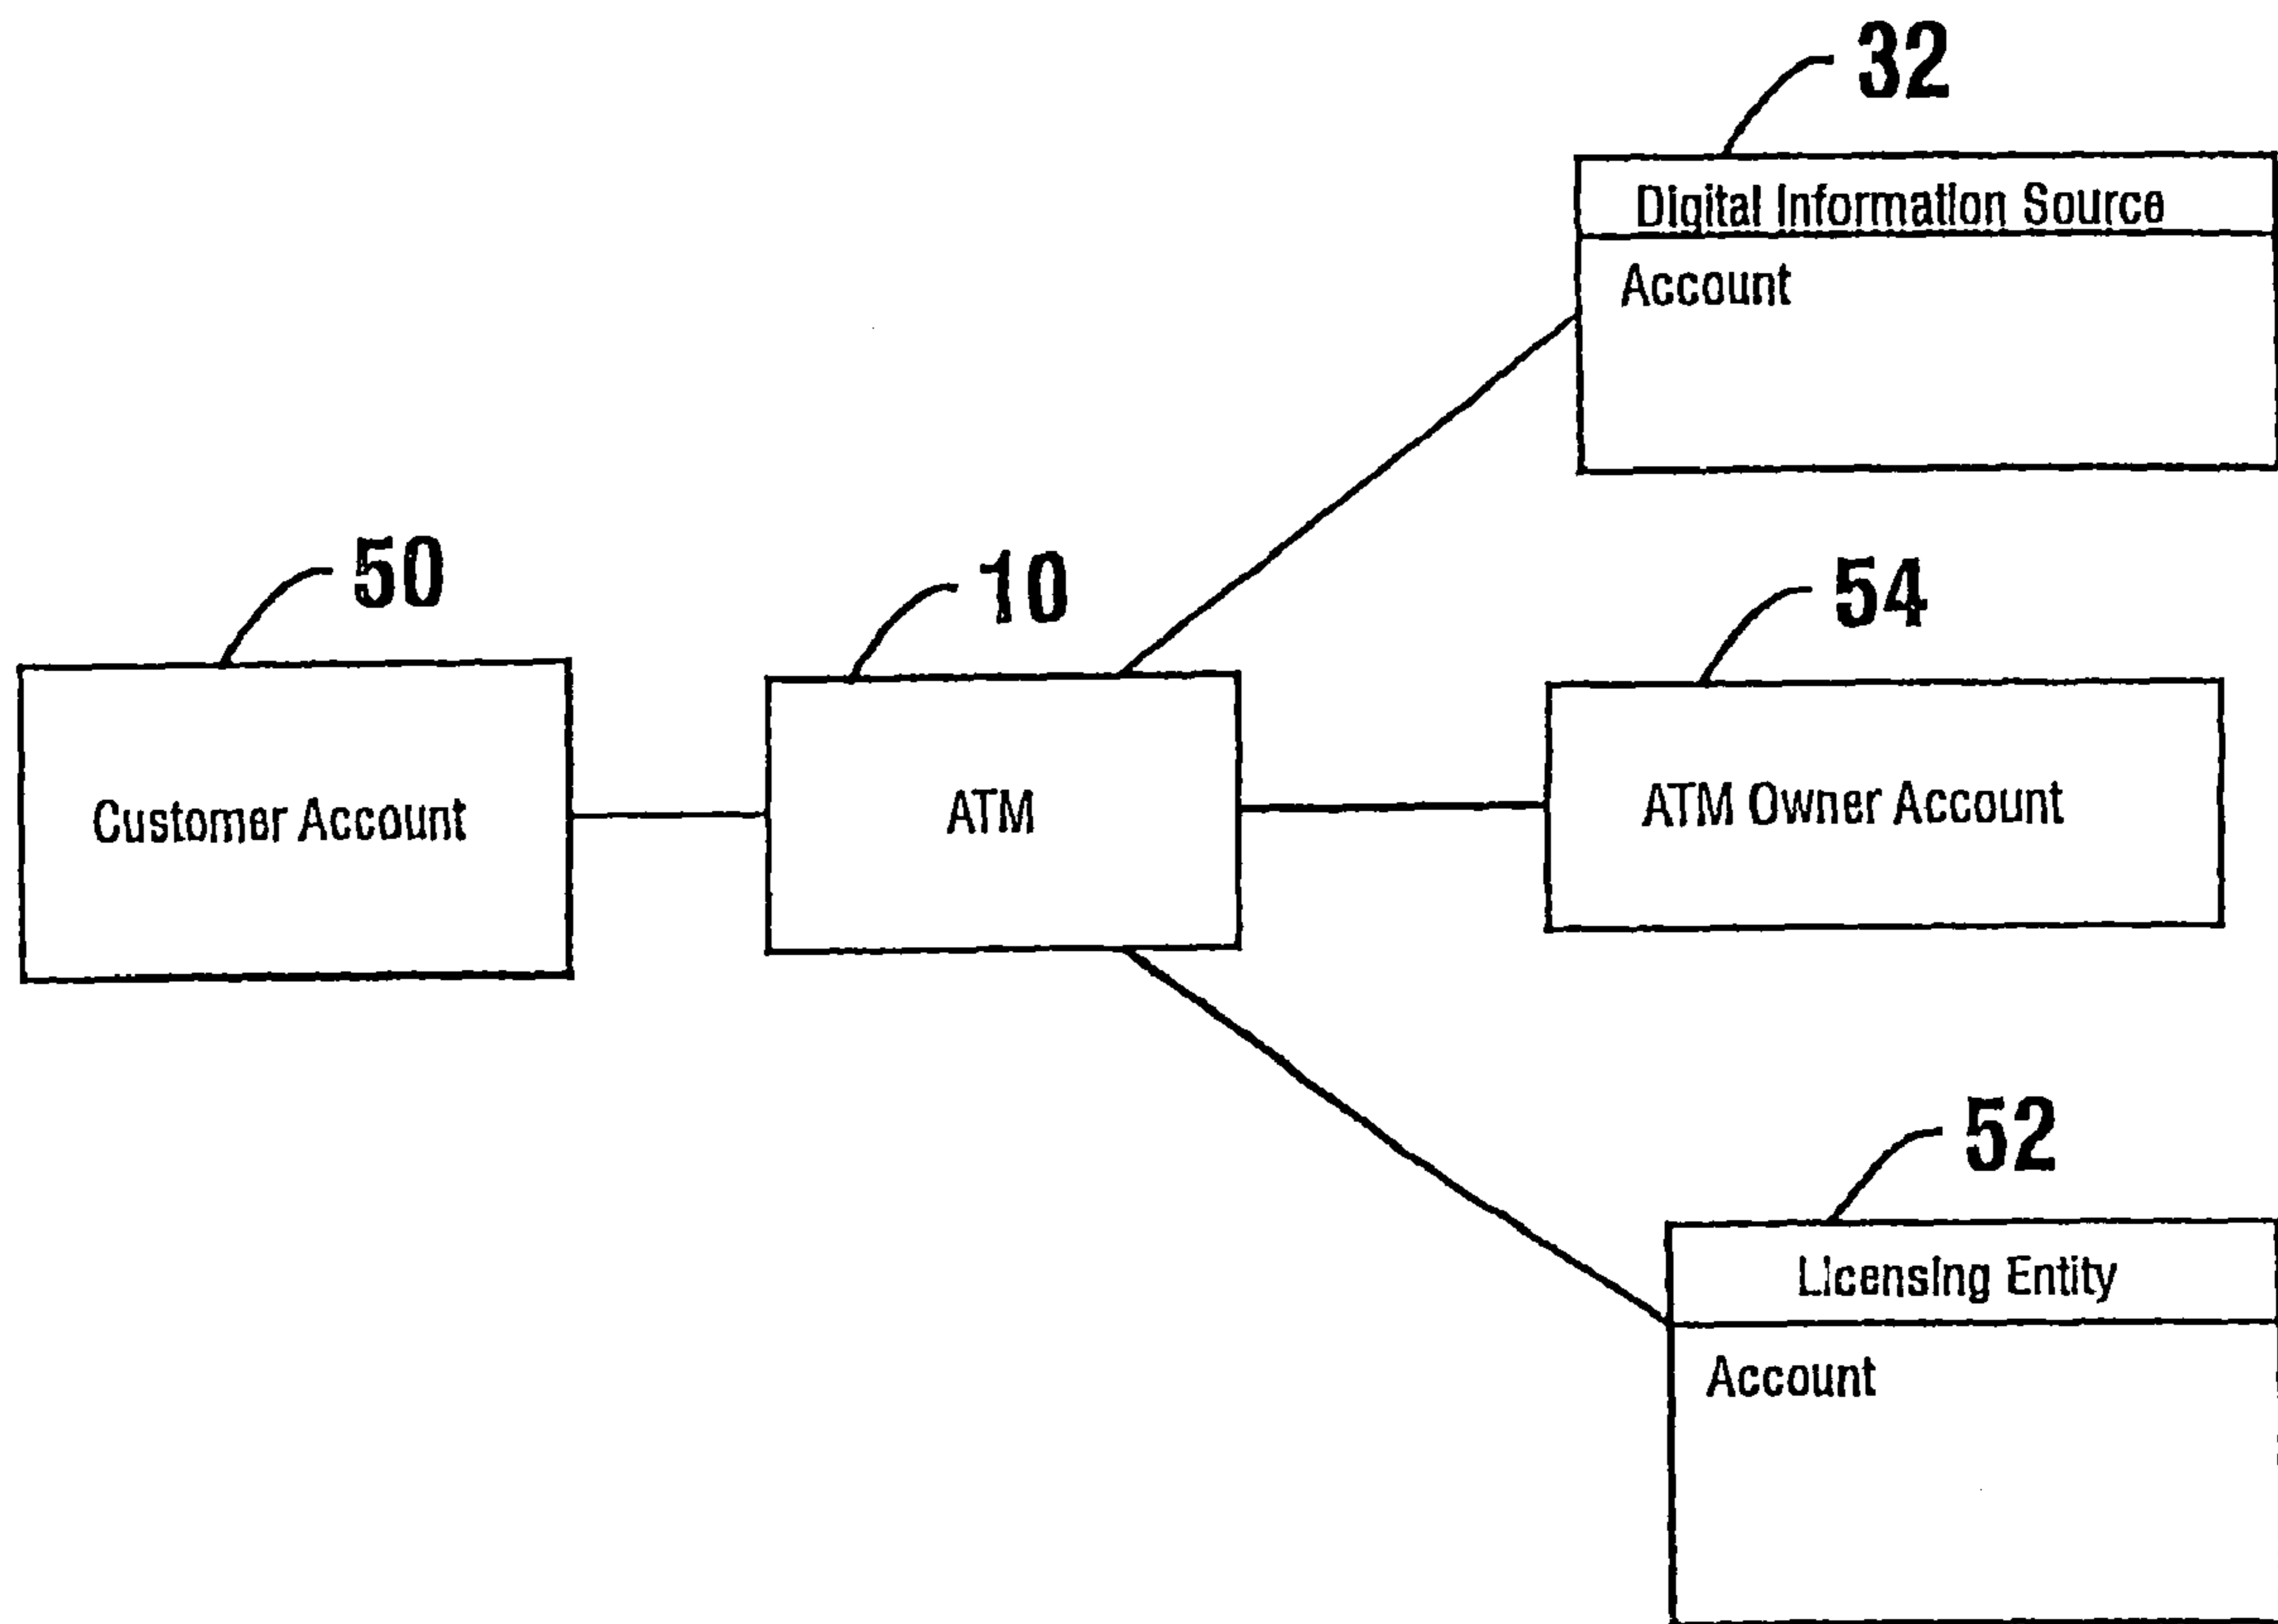 32
Digital Information Source
Account
50
10
54
Customer Account
ATM
ATM Owner Account
52
Licensing Entity
Account